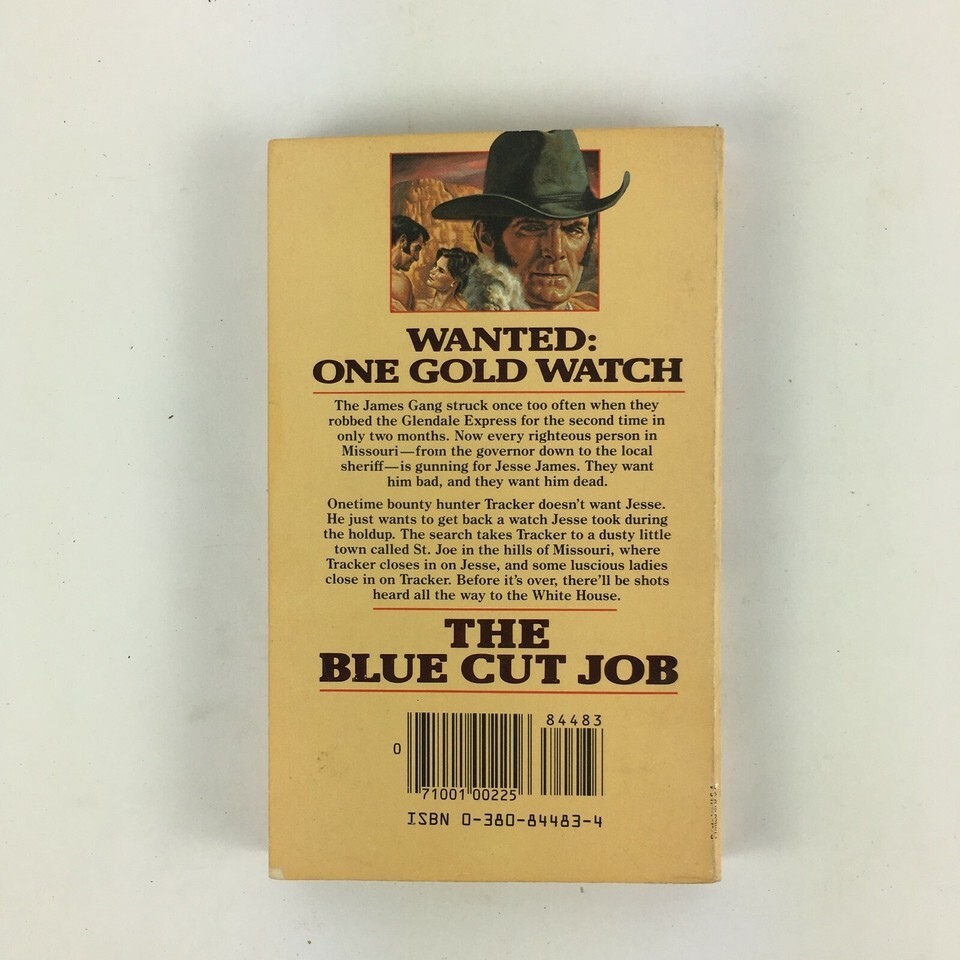 WANTED:
ONE GOLD WATCH
The James Gang struck once too often when they
robbed the Glendale Express for the second time in
only two months. Now every righteous person in
Missouri—from the governor down to the local
sheriff—is gunning for Jesse James. They want
him bad, and they want him dead.
Onetime bounty hunter Tracker doesn't want Jesse.
He just wants to get back a watch Jesse took during
the holdup. The search takes Tracker to a dusty little
town called St. Joe in the hills of Missouri, where
Tracker closes in on Jesse, and some luscious ladies
close in on Tracker. Before it's over, there'll be shots
heard all the way to the White House.
THE
BLUE CUT JOB
84483
0
71001 00225
ISBN 0-380-84483-4
Printed in U.S.A.